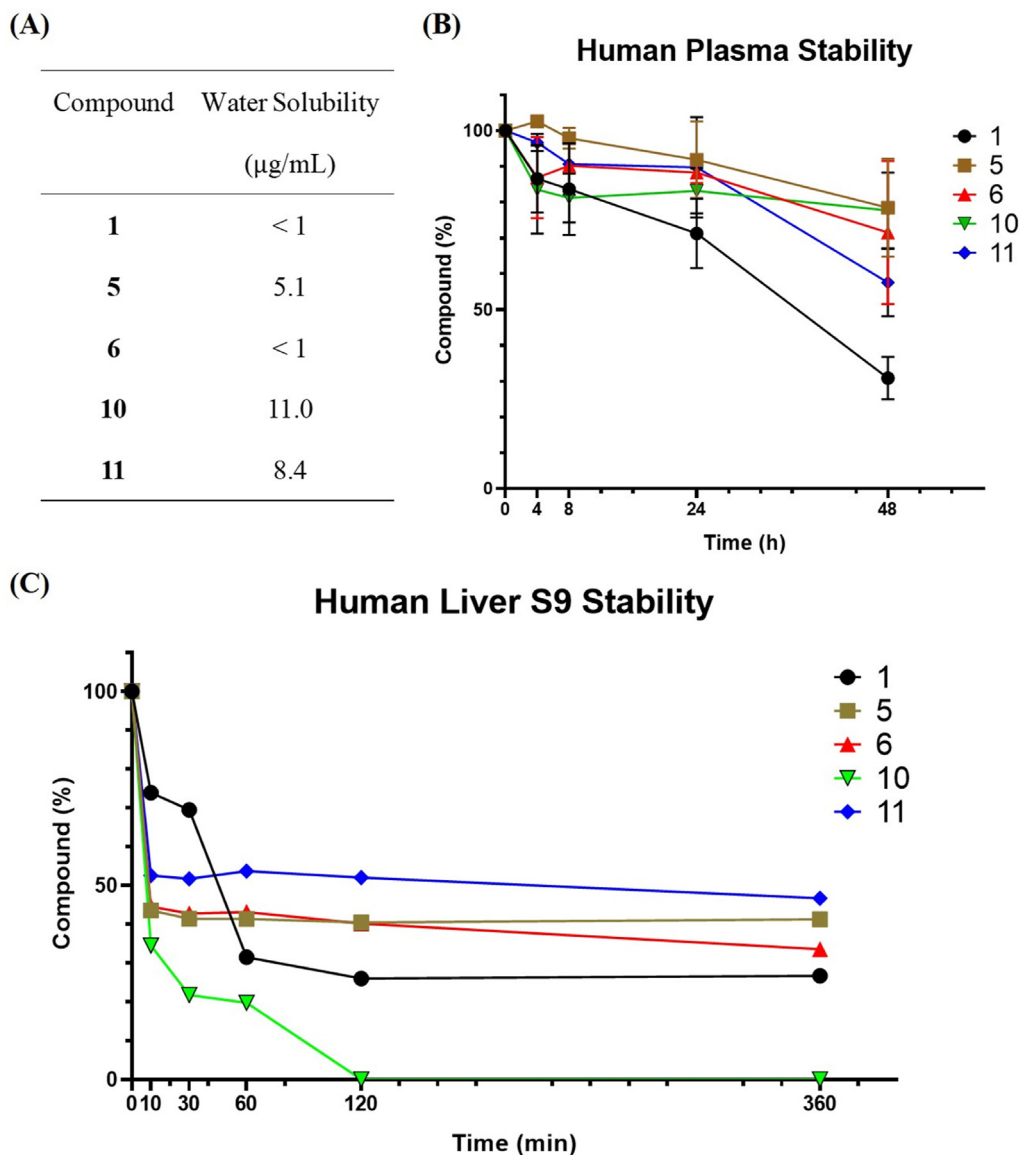 (A)
Compound Water Solubility
(µg/mL)
1 < 1
5 5.1
6 < 1
10 11.0
11 8.4
(B)
Human Plasma Stability
Compound (%)
100
50
0
0 4 8 24 48
Time (h)
1
5
6
10
11
(C)
Human Liver S9 Stability
Compound (%)
100
50
0
0 10 30 60 120 360
Time (min)
1
5
6
10
11